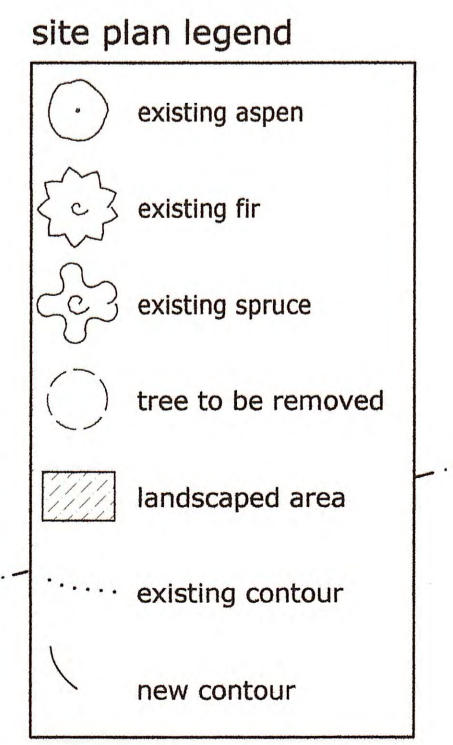 site plan legend
existing aspen
existing fir
existing spruce
tree to be removed
landscaped area
existing contour
new contour